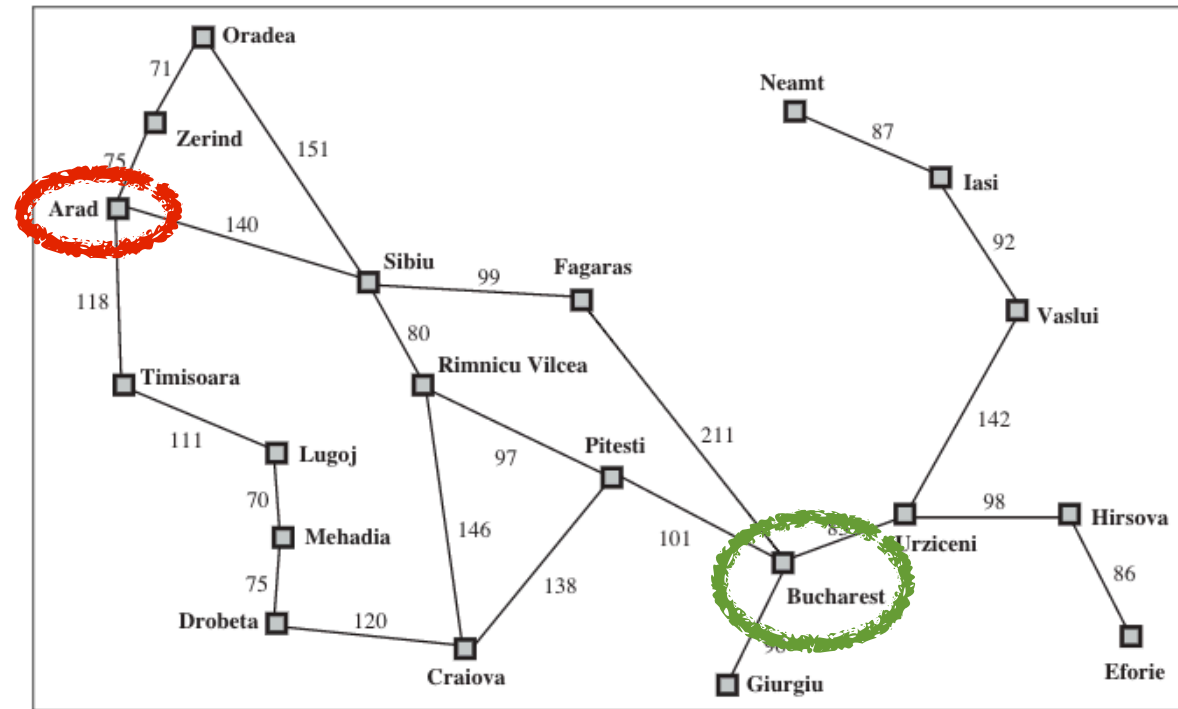 Oradea
71
Neamt
Zerind
87
151
75
Iasi
Arad
140
92
Sibiu
Fagaras
99
118
Vaslui
80
Timisoara
Rimnicu Vilcea
142
111
211
Lugoj
Pitesti
97
70
98
Hirsova
146
101
Mehadia
Urziceni
86
75
138
Bucharest
Drobeta
120
Craiova
Giurgiu
Eforie